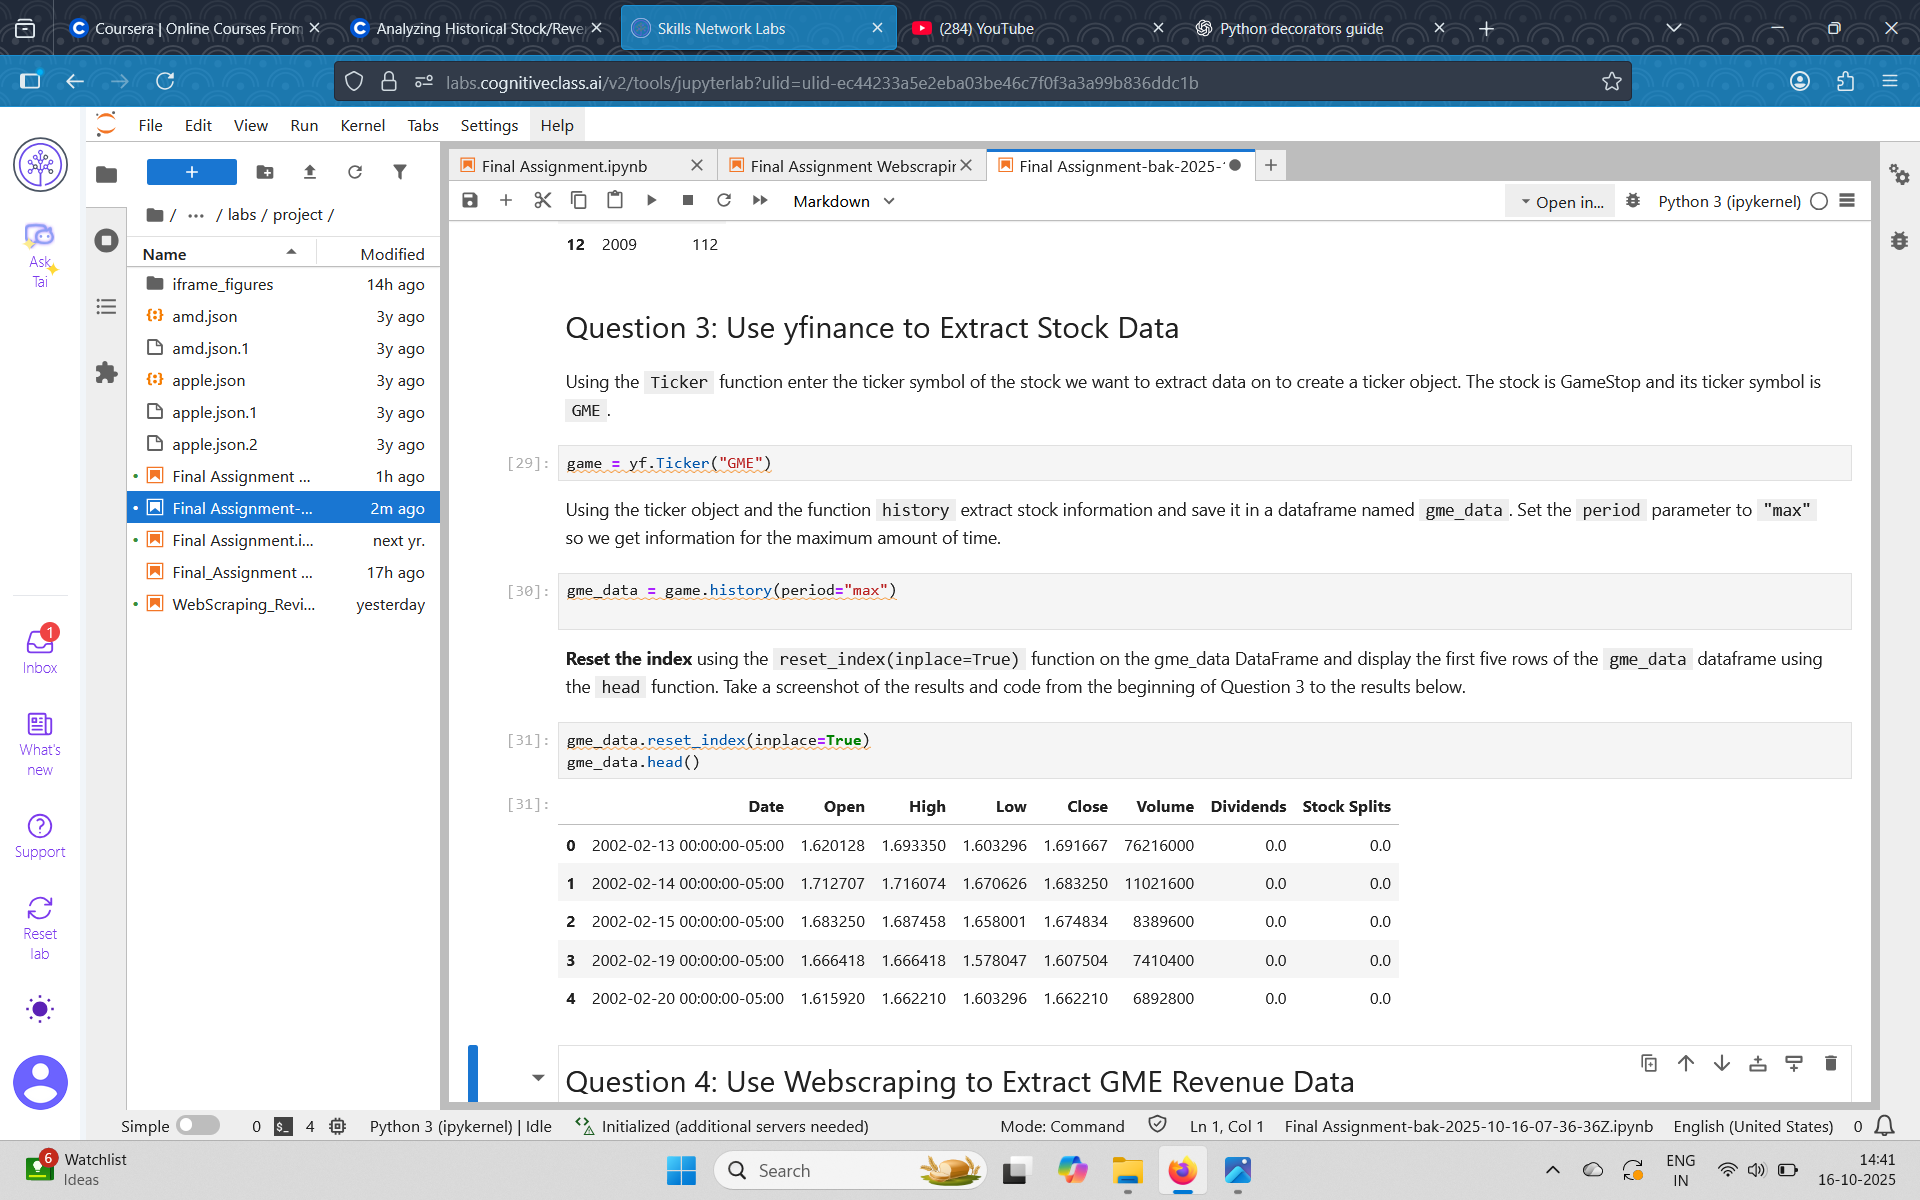 Coursera | Online Courses From
Analyzing Historical Stock/Reve
Skills Network Labs
(284) YouTube
Python decorators guide
labs.cognitiveclass.ai/v2/tools/jupyterlab?ulid=ulid-ec44233a5e2eba03be46c7f0f3a3a99b836ddc1b
File Edit View Run Kernel Tabs Settings Help
Ask
Tai
Inbox
1
What's
new
Support
Reset
lab
/ ··· / labs / project /
Name Modified
iframe_figures 14h ago
amd.json 3y ago
amd.json.1 3y ago
apple.json 3y ago
apple.json.1 3y ago
apple.json.2 3y ago
Final Assignment ... 1h ago
Final Assignment-... 2m ago
Final Assignment.i... next yr.
Final_Assignment ... 17h ago
WebScraping_Revi... yesterday
Final Assignment.ipynb
Final Assignment Webscrapin
Final Assignment-bak-2025-
Markdown
Open in...
Python 3 (ipykernel)
12 2009 112
Question 3: Use yfinance to Extract Stock Data
Using the Ticker function enter the ticker symbol of the stock we want to extract data on to create a ticker object. The stock is GameStop and its ticker symbol is
GME .
[29]: game = yf.Ticker("GME")
Using the ticker object and the function history extract stock information and save it in a dataframe named gme_data . Set the period parameter to "max"
so we get information for the maximum amount of time.
[30]: gme_data = game.history(period="max")
Reset the index using the reset_index(inplace=True) function on the gme_data DataFrame and display the first five rows of the gme_data dataframe using
the head function. Take a screenshot of the results and code from the beginning of Question 3 to the results below.
[31]: gme_data.reset_index(inplace=True)
gme_data.head()
[31]: Date Open High Low Close Volume Dividends Stock Splits
0 2002-02-13 00:00:00-05:00 1.620128 1.693350 1.603296 1.691667 76216000 0.0 0.0
1 2002-02-14 00:00:00-05:00 1.712707 1.716074 1.670626 1.683250 11021600 0.0 0.0
2 2002-02-15 00:00:00-05:00 1.683250 1.687458 1.658001 1.674834 8389600 0.0 0.0
3 2002-02-19 00:00:00-05:00 1.666418 1.666418 1.578047 1.607504 7410400 0.0 0.0
4 2002-02-20 00:00:00-05:00 1.615920 1.662210 1.603296 1.662210 6892800 0.0 0.0
Question 4: Use Webscraping to Extract GME Revenue Data
Simple 0 $_ 4 Python 3 (ipykernel) | Idle Initialized (additional servers needed) Mode: Command Ln 1, Col 1 Final Assignment-bak-2025-10-16-07-36-36Z.ipynb English (United States) 0
6
Watchlist
Ideas
Search
ENG
IN
14:41
16-10-2025